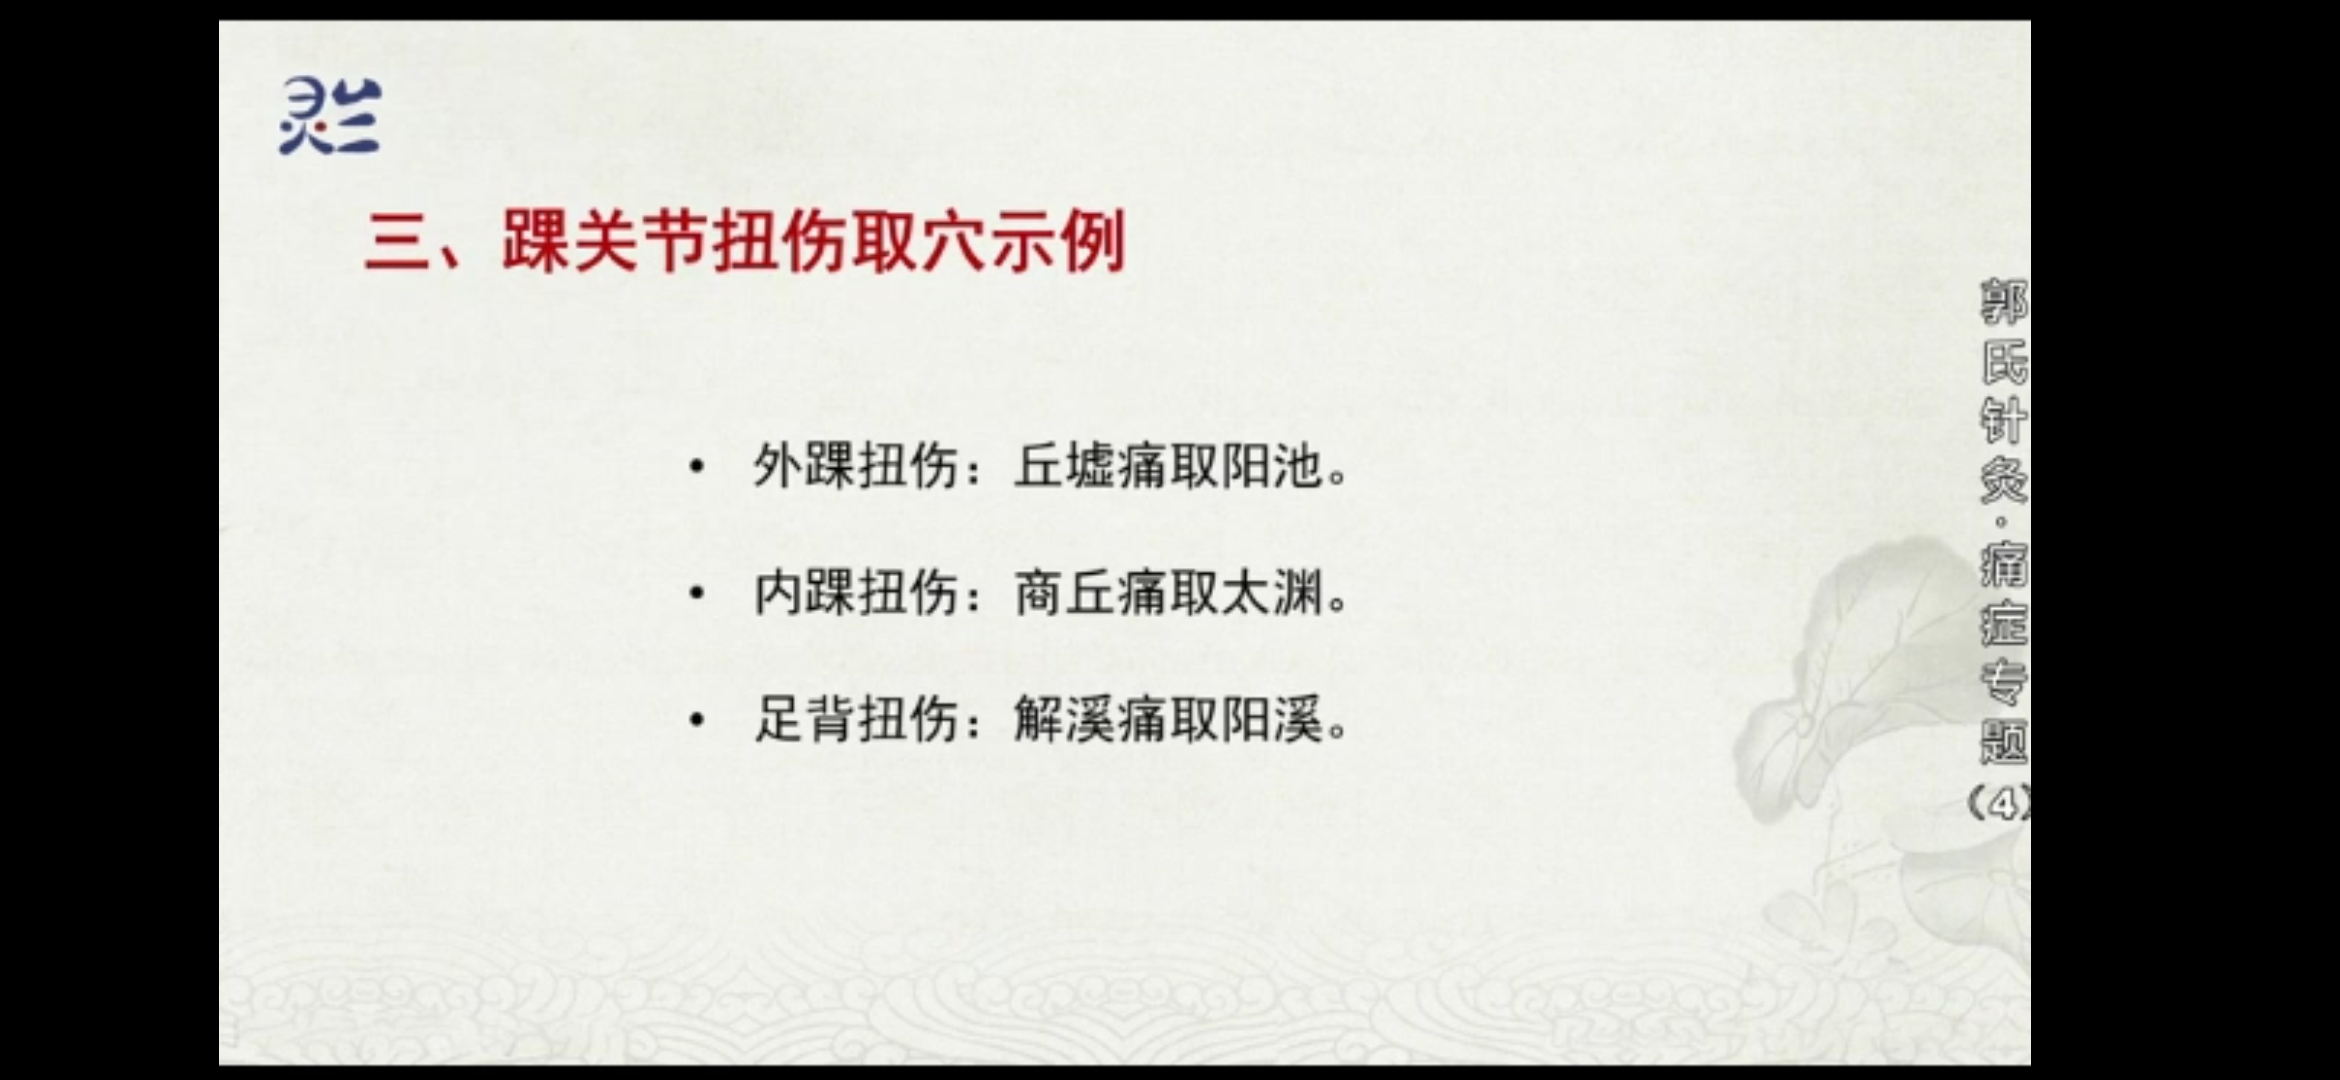 灵兰
三、踝关节扭伤取穴示例
• 外踝扭伤：丘墟痛取阳池。
• 内踝扭伤：商丘痛取太渊。
• 足背扭伤：解溪痛取阳溪。
郭氏针灸·痛症专题（4）